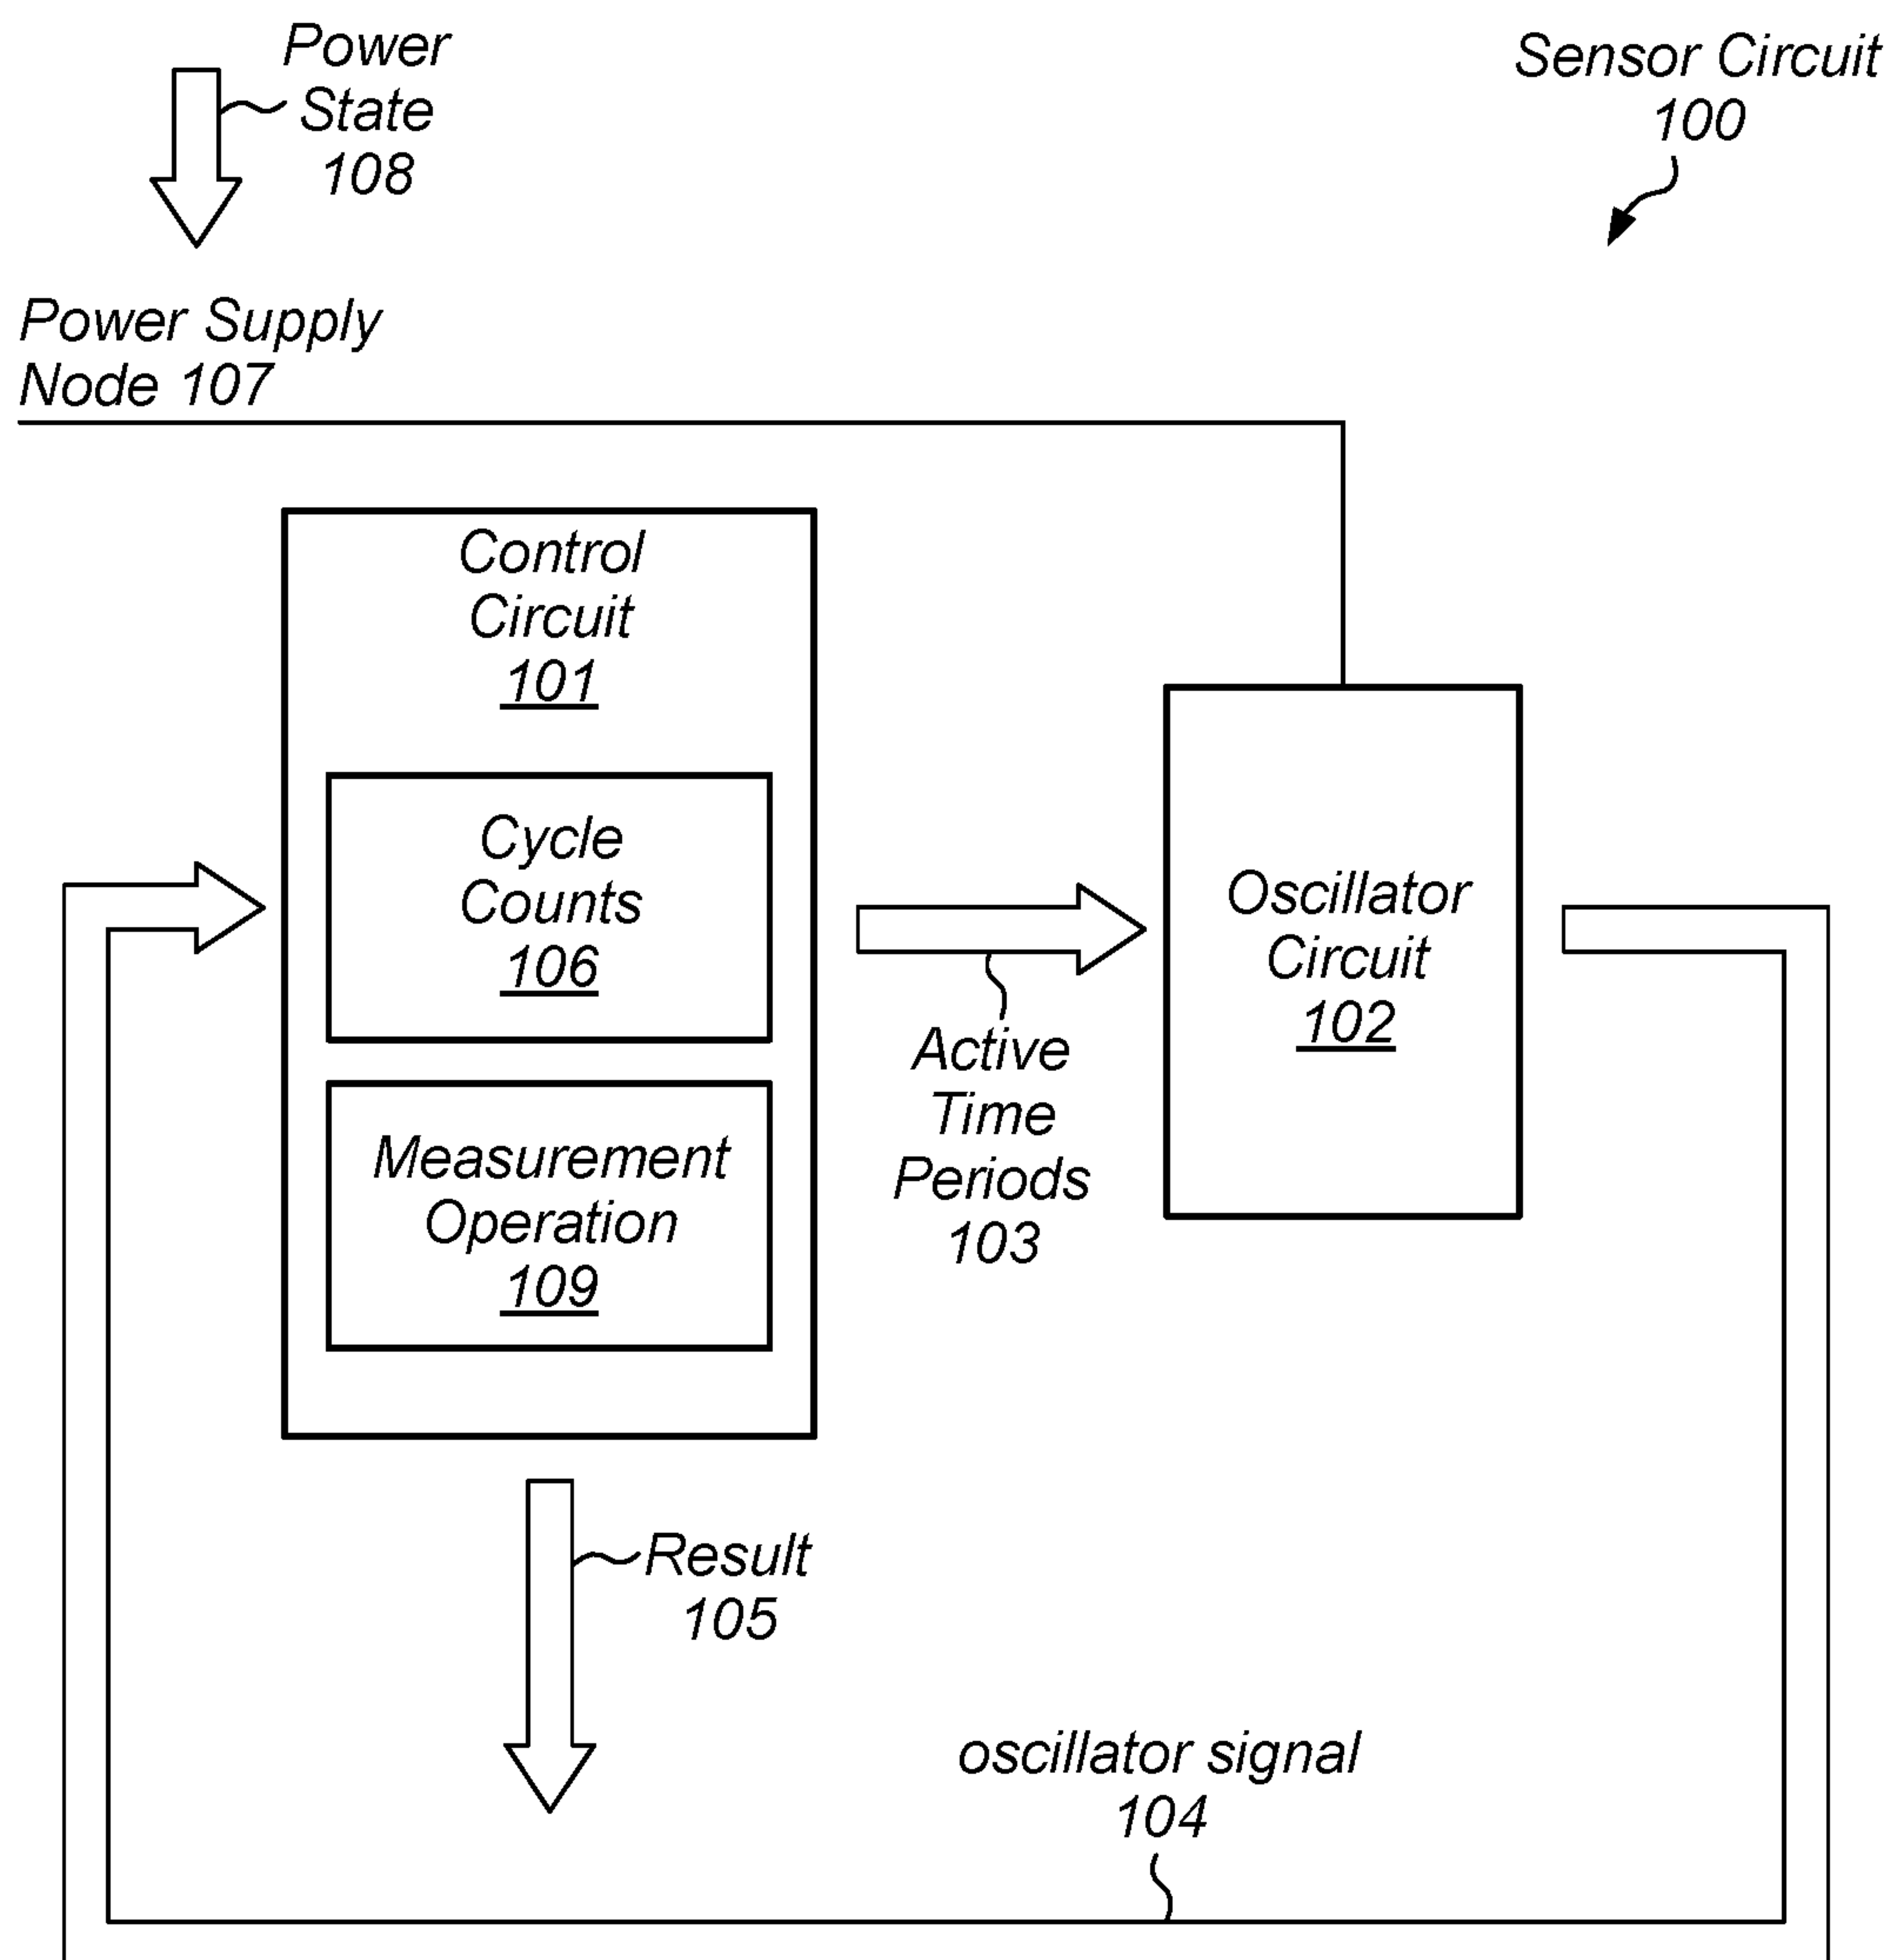 Power
State
108
Sensor Circuit
100
Power Supply
Node 107
Control
Circuit
101
Cycle
Counts
106
Measurement
Operation
109
Active
Time
Periods
103
Oscillator
Circuit
102
Result
105
oscillator signal
104